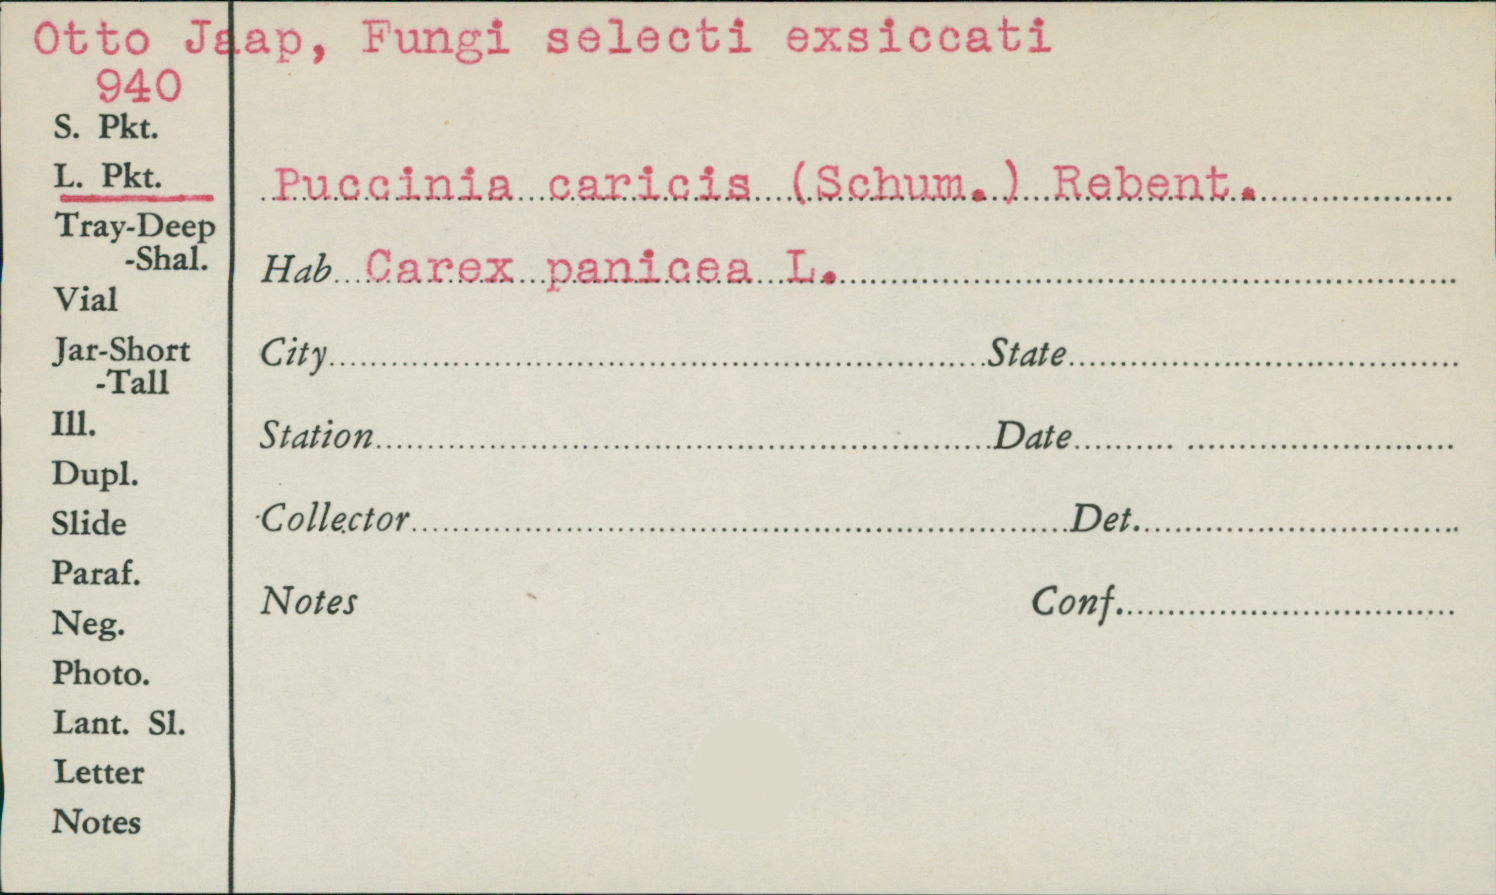 Otto Jaap, Fungi selecti exsiccati
940
S. Pkt.
L. Pkt.
Tray-Deep
-Shal.
Vial
Jar-Short
-Tall
Ill.
Dupl.
Slide
Paraf.
Neg.
Photo.
Lant. Sl.
Letter
Notes
Puccinia caricis (Schum.) Rebent.
Hab Carex panicea L.
City State
Station Date
Collector Det.
Notes Conf.